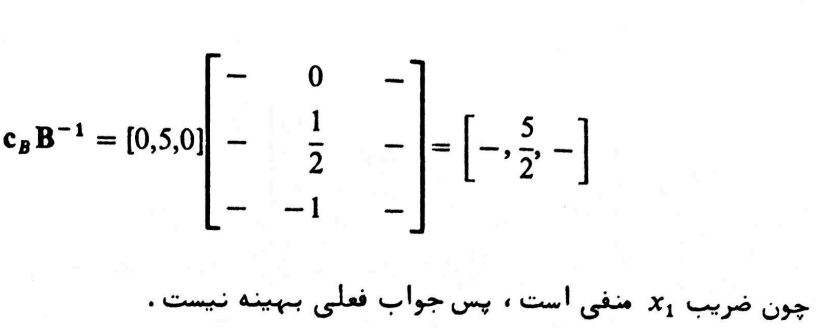 c_B B⁻¹ = [0,5,0] [ − 0 − ; − 1/2 − ; − −1 − ] = [−, 5/2, −]
چون ضریب x₁ منفی است ، پس جواب فعلی بهینه نیست .